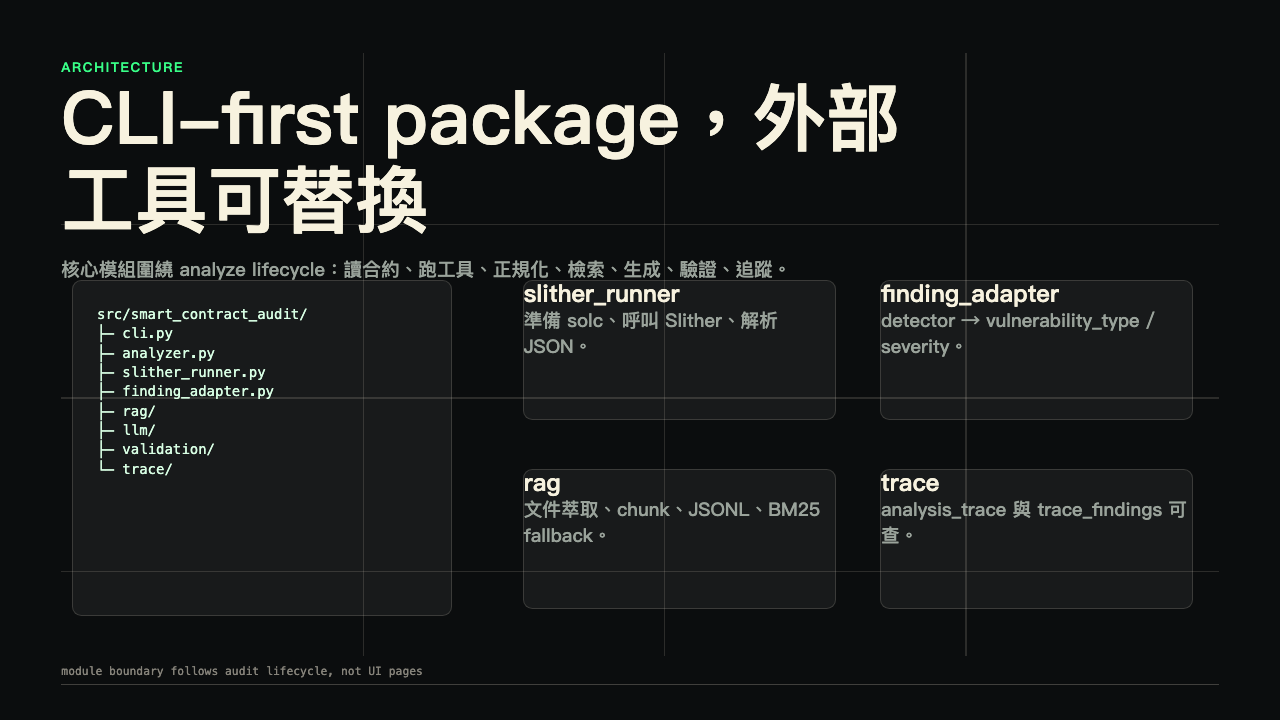 ARCHITECTURE
CLI–first package，外部
工具可替換
核心模組圍繞 analyze lifecycle：讀合約、跑工具、正規化、檢索、生成、驗證、追蹤。
src/smart_contract_audit/
├─ cli.py
├─ analyzer.py
├─ slither_runner.py
├─ finding_adapter.py
├─ rag/
├─ llm/
├─ validation/
└─ trace/
slither_runner
準備 solc、呼叫 Slither、解析
JSON。
finding_adapter
detector → vulnerability_type /
severity。
rag
文件萃取、chunk、JSONL、BM25
fallback。
trace
analysis_trace 與 trace_findings 可
查。
module boundary follows audit lifecycle, not UI pages